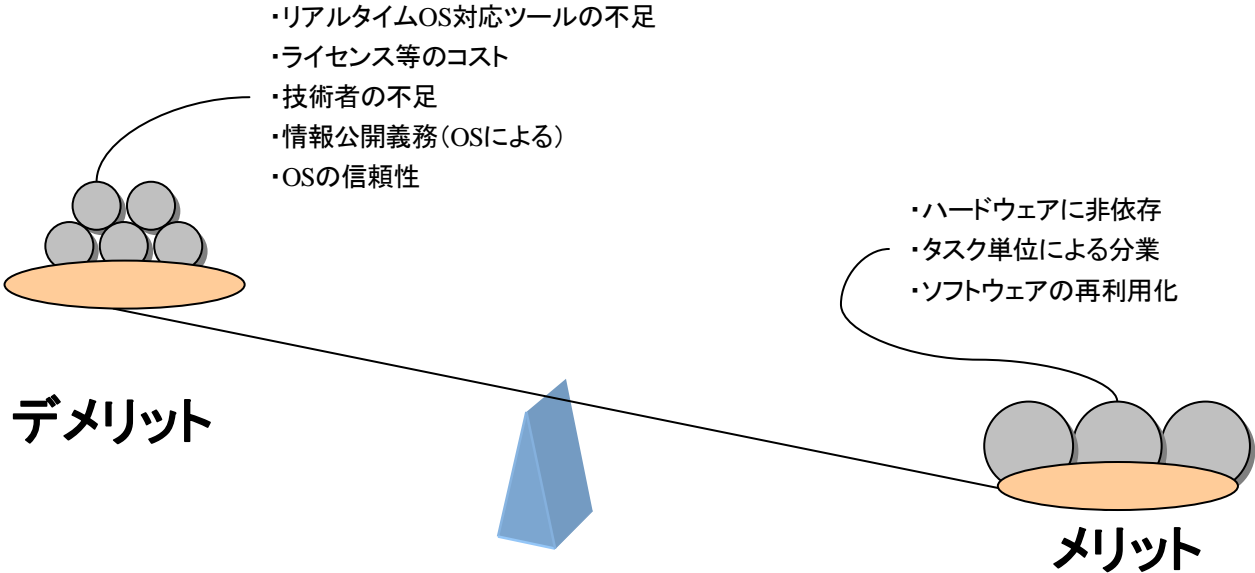 ・リアルタイムOS対応ツールの不足
・ライセンス等のコスト
・技術者の不足
・情報公開義務(OSによる)
・OSの信頼性
・ハードウェアに非依存
・タスク単位による分業
・ソフトウェアの再利用化
デメリット
メリット